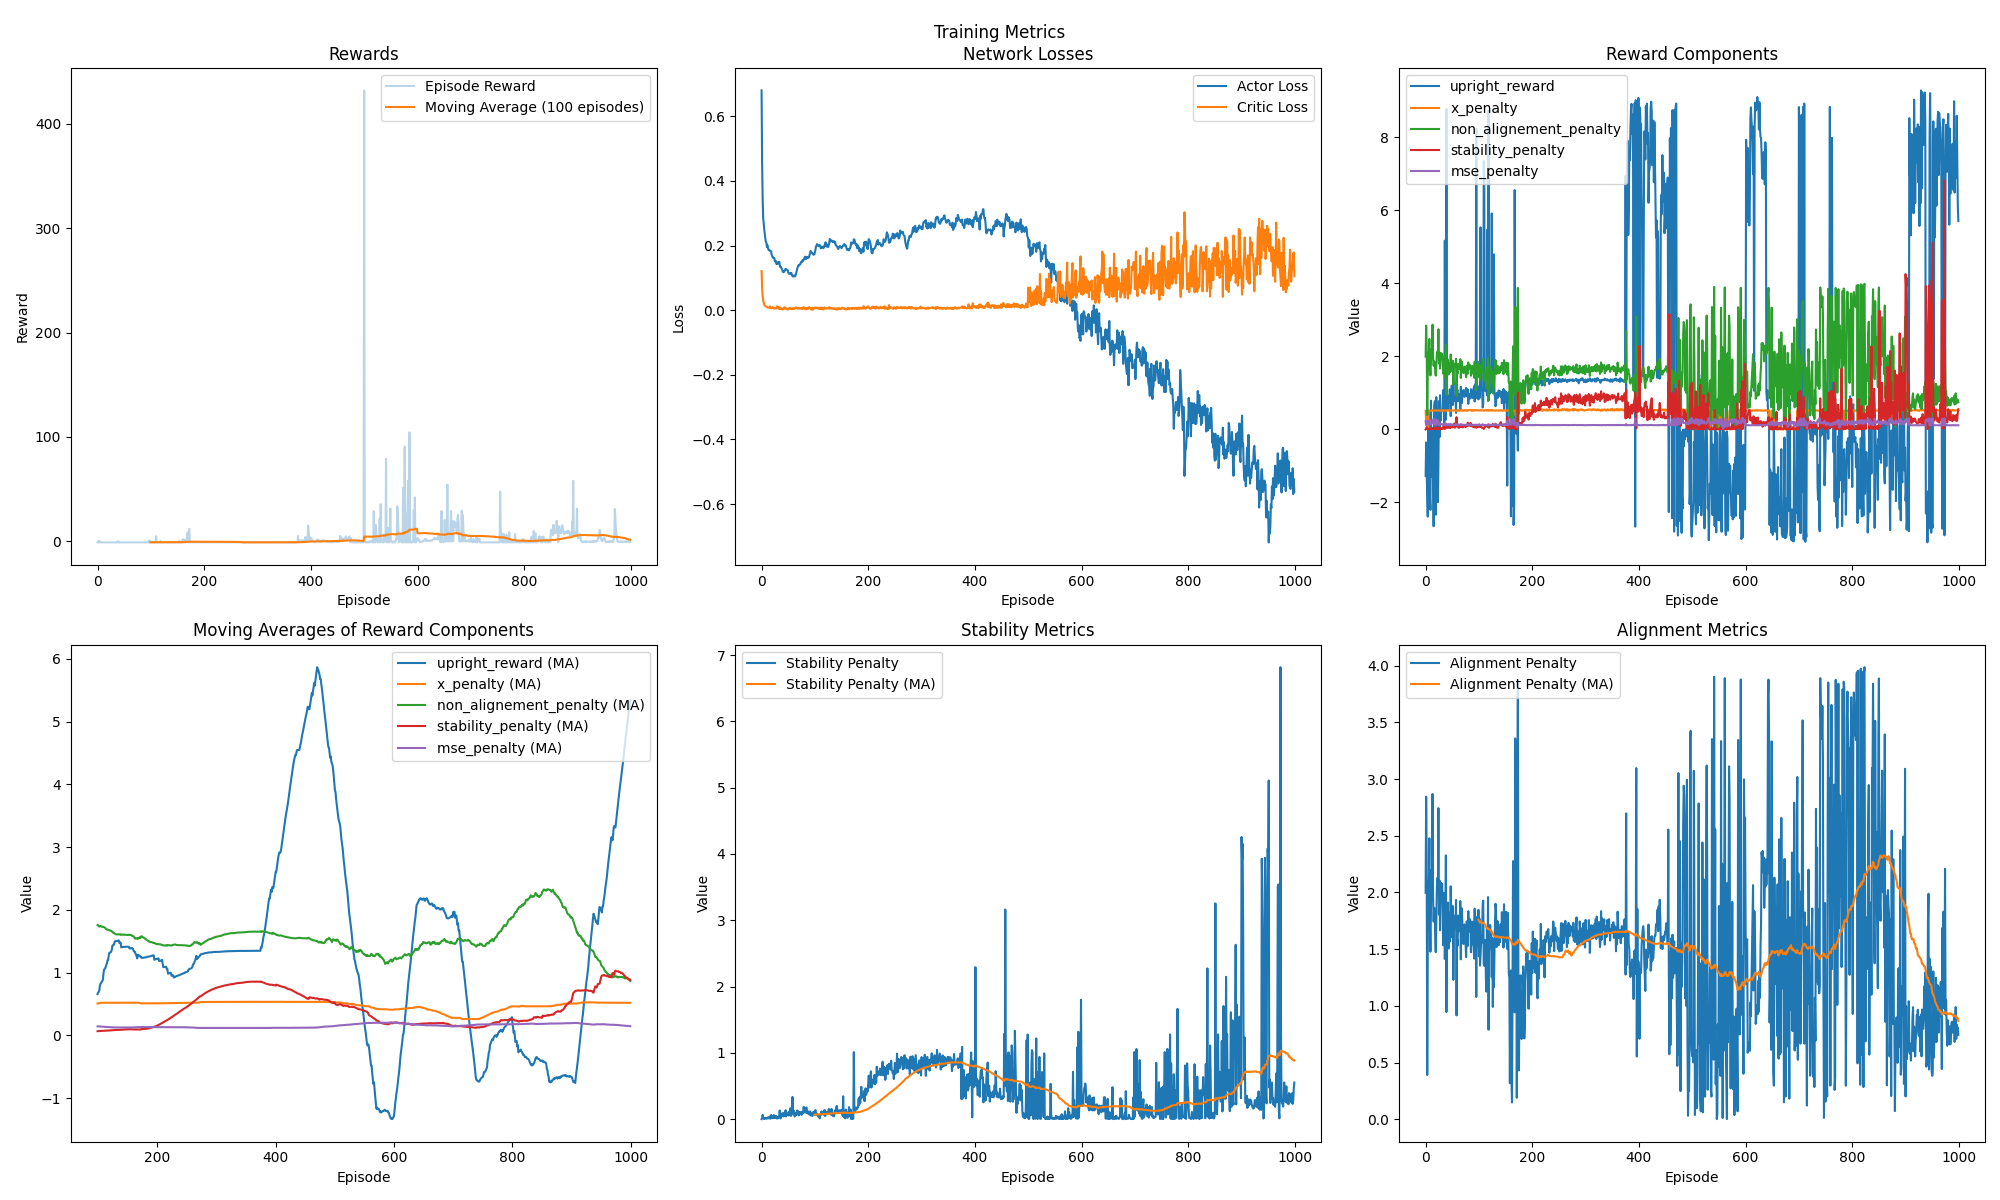 Training Metrics
Rewards
Episode Reward
Moving Average (100 episodes)
Reward
400
300
200
100
0
0 200 400 600 800 1000
Episode
Network Losses
Actor Loss
Critic Loss
Loss
0.6
0.4
0.2
0.0
−0.2
−0.4
−0.6
0 200 400 600 800 1000
Episode
Reward Components
upright_reward
x_penalty
non_alignement_penalty
stability_penalty
mse_penalty
Value
8
6
4
2
0
−2
0 200 400 600 800 1000
Episode
Moving Averages of Reward Components
upright_reward (MA)
x_penalty (MA)
non_alignement_penalty (MA)
stability_penalty (MA)
mse_penalty (MA)
Value
6
5
4
3
2
1
0
−1
200 400 600 800 1000
Episode
Stability Metrics
Stability Penalty
Stability Penalty (MA)
Value
7
6
5
4
3
2
1
0
0 200 400 600 800 1000
Episode
Alignment Metrics
Alignment Penalty
Alignment Penalty (MA)
Value
4.0
3.5
3.0
2.5
2.0
1.5
1.0
0.5
0.0
0 200 400 600 800 1000
Episode